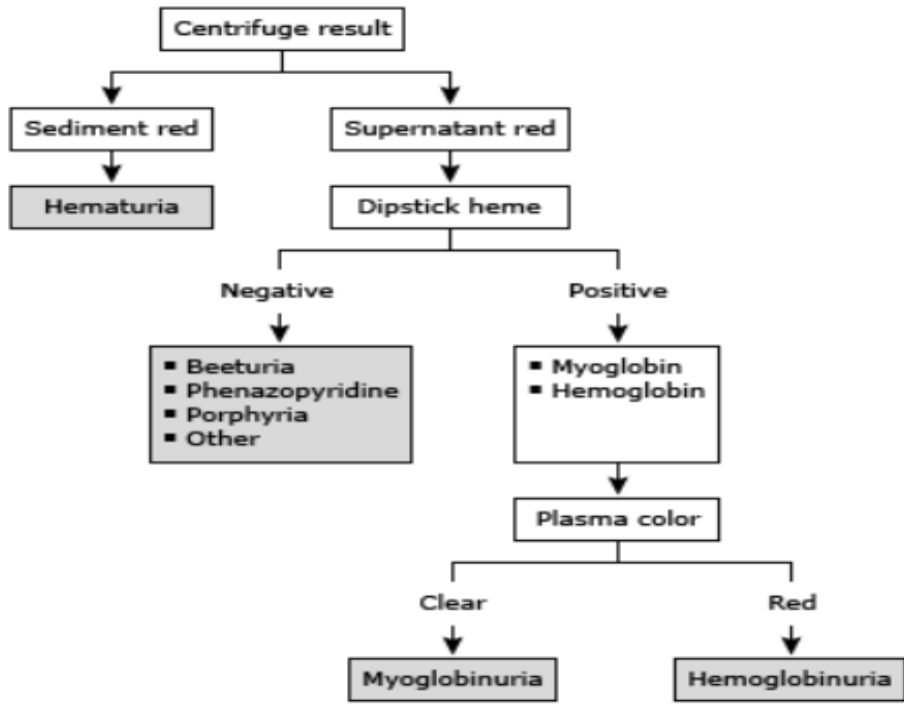 Centrifuge result
Sediment red
Supernatant red
Hematuria
Dipstick heme
Negative
Positive
▪ Beeturia
▪ Phenazopyridine
▪ Porphyria
▪ Other
▪ Myoglobin
▪ Hemoglobin
Plasma color
Clear
Red
Myoglobinuria
Hemoglobinuria